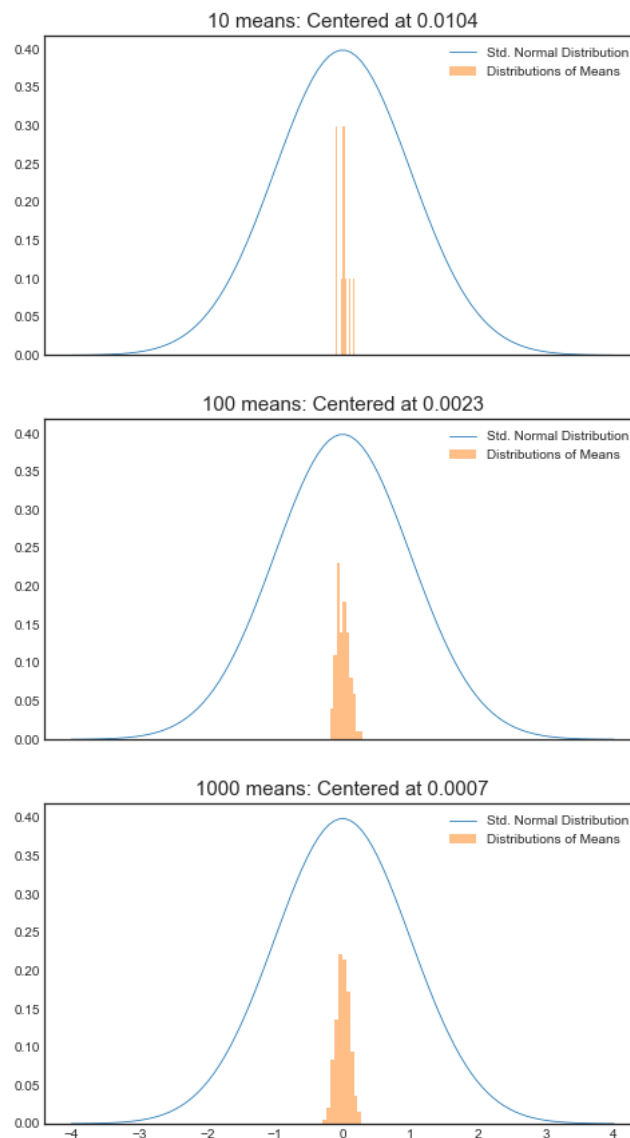 10 means: Centered at 0.0104
0.40
Std. Normal Distribution
0.35
Distributions of Means
0.30
0.25
0.20
0.15
0.10
0.05
0.00
100 means: Centered at 0.0023
0.40
Std. Normal Distribution
0.35
Distributions of Means
0.30
0.25
0.20
0.15
0.10
0.05
0.00
1000 means: Centered at 0.0007
0.40
Std. Normal Distribution
0.35
Distributions of Means
0.30
0.25
0.20
0.15
0.10
0.05
0.00
−4 −3 −2 −1 0 1 2 3 4